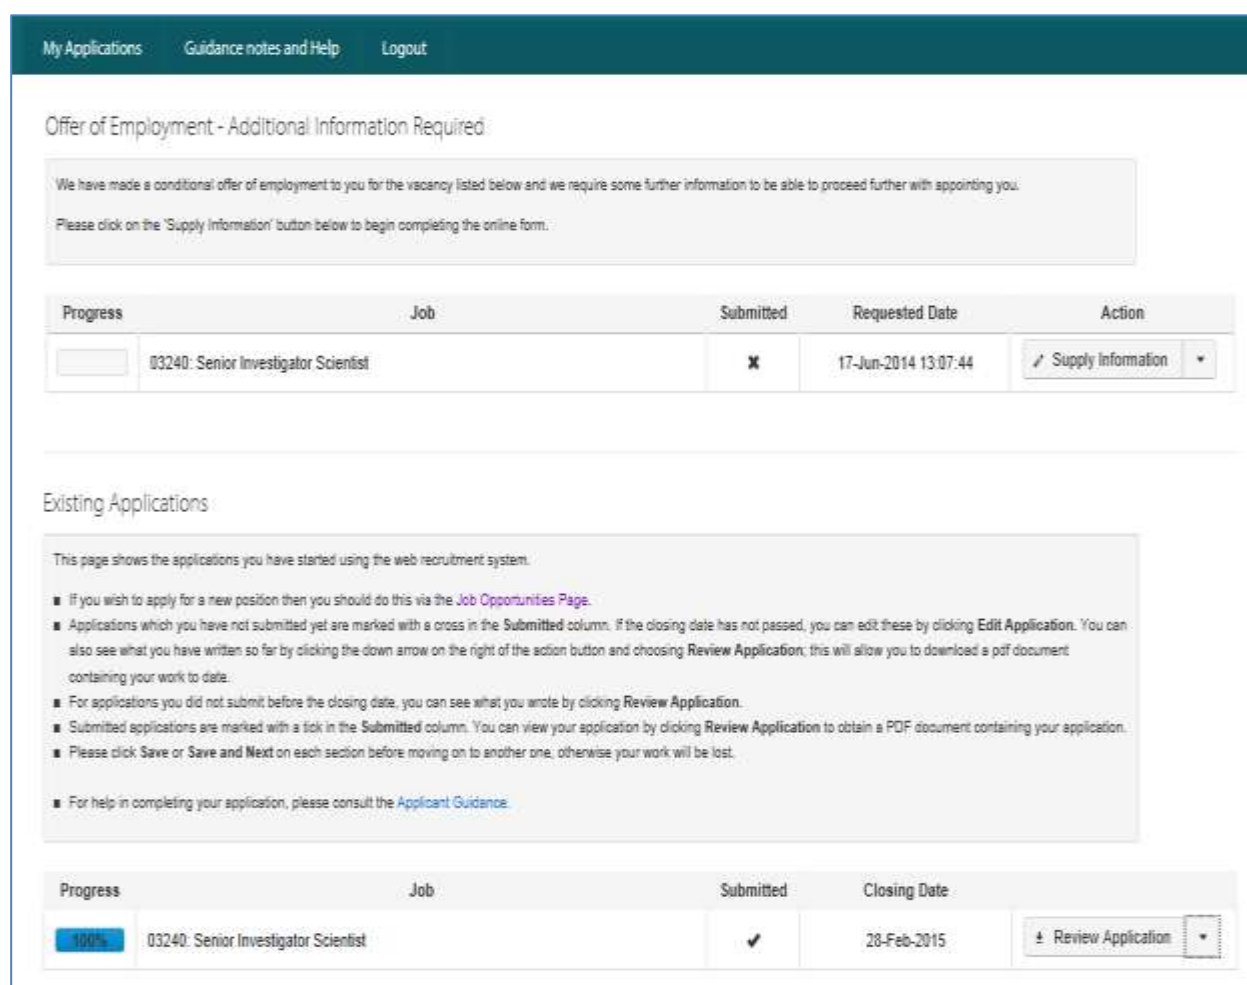 My Applications Guidance notes and Help Logout
Offer of Employment - Additional Information Required
We have made a conditional offer of employment to you for the vacancy listed below and we require some further information to be able to proceed further with appointing you.
Please click on the 'Supply Information' button below to begin completing the online form.
Progress Job Submitted Requested Date Action
03240: Senior Investigator Scientist ✖ 17-Jun-2014 13:07:44 Supply Information
Existing Applications
This page shows the applications you have started using the web recruitment system.
■ If you wish to apply for a new position then you should do this via the Job Opportunities Page.
■ Applications which you have not submitted yet are marked with a cross in the Submitted column. If the closing date has not passed, you can edit these by clicking Edit Application. You can
also see what you have written so far by clicking the down arrow on the right of the action button and choosing Review Application; this will allow you to download a pdf document
containing your work to date.
■ For applications you did not submit before the closing date, you can see what you wrote by clicking Review Application.
■ Submitted applications are marked with a tick in the Submitted column. You can view your application by clicking Review Application to obtain a PDF document containing your application.
■ Please click Save or Save and Next on each section before moving on to another one, otherwise your work will be lost.
■ For help in completing your application, please consult the Applicant Guidance.
Progress Job Submitted Closing Date
100% 03240: Senior Investigator Scientist ✔ 28-Feb-2015 Review Application